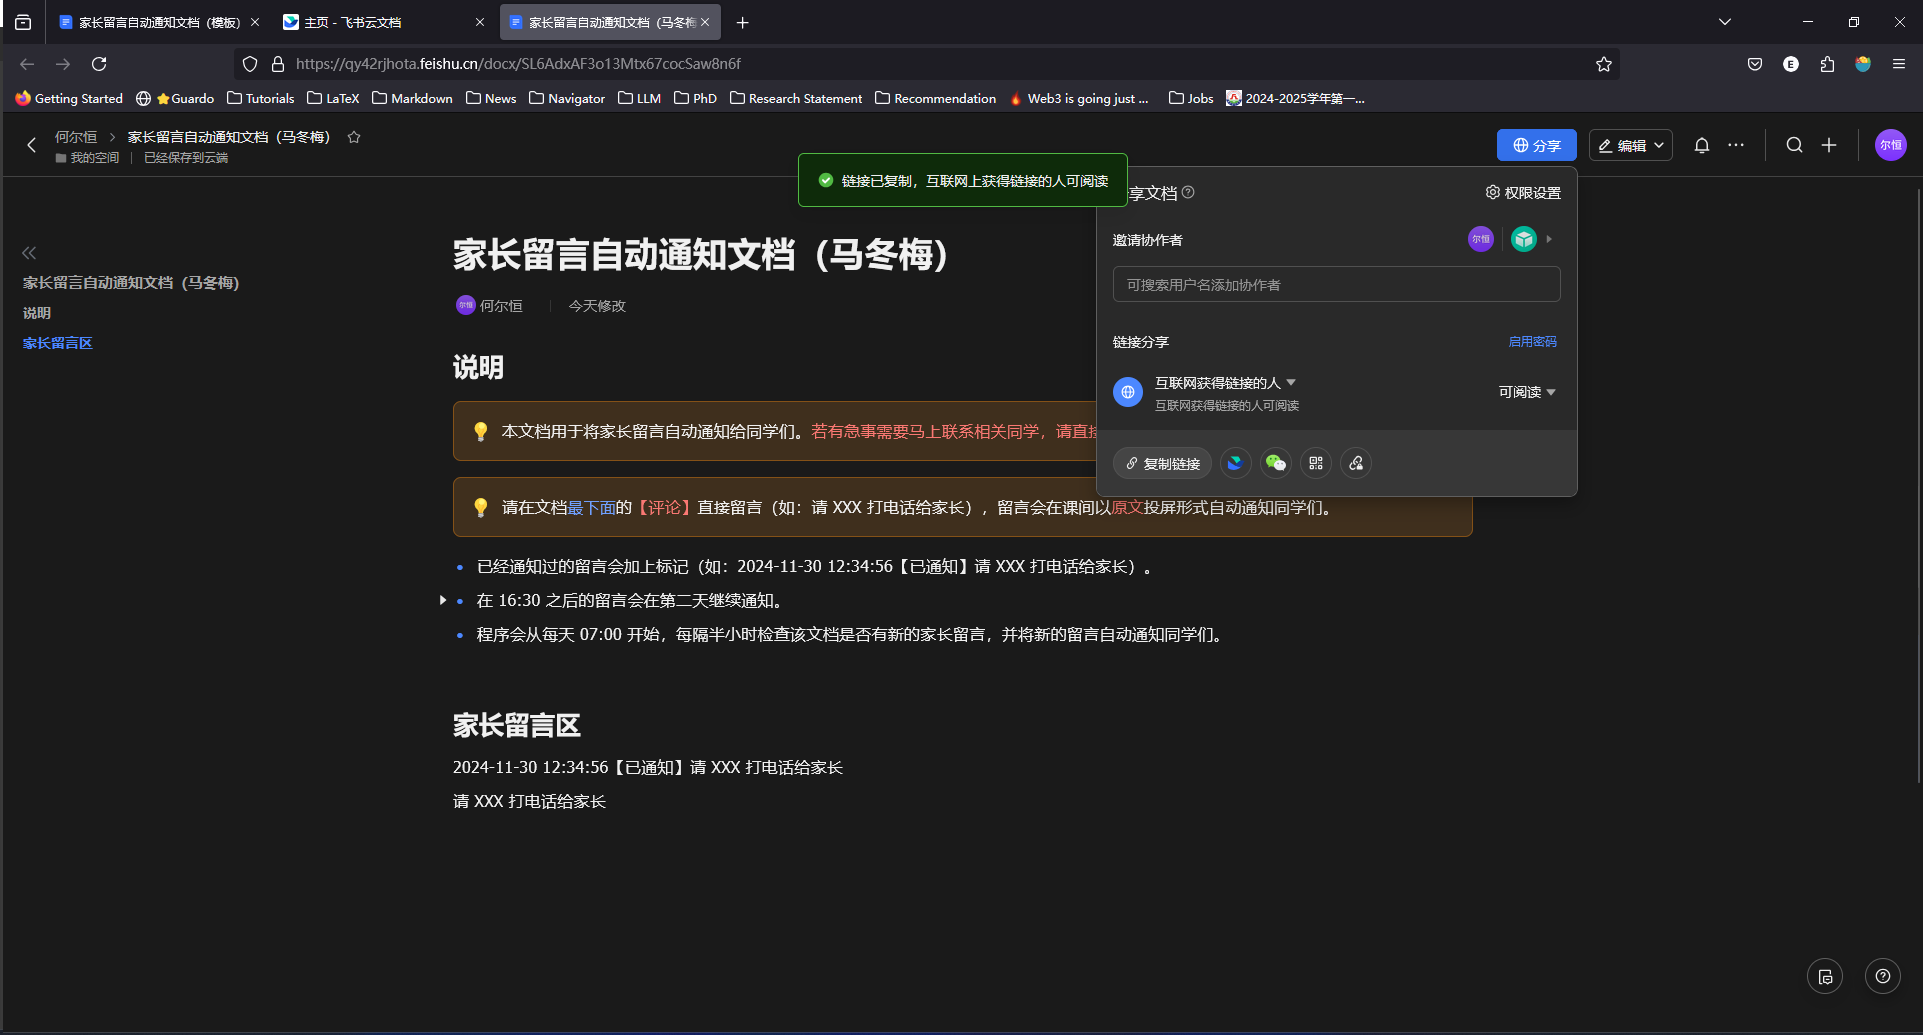 家长留言自动通知文档（模板）
主页 - 飞书云文档
家长留言自动通知文档（马冬梅
https://qy42rjhota.feishu.cn/docx/SL6AdxAF3o13Mtx67cocSaw8n6f
E
Getting Started
Guardo
Tutorials
LaTeX
Markdown
News
Navigator
LLM
PhD
Research Statement
Recommendation
Web3 is going just ...
Jobs
2024-2025学年第一...
何尔恒
家长留言自动通知文档（马冬梅）
我的空间
已经保存到云端
分享
编辑
尔恒
链接已复制，互联网上获得链接的人可阅读
享文档
权限设置
邀请协作者
尔恒
可搜索用户名添加协作者
链接分享
启用密码
互联网获得链接的人
互联网获得链接的人可阅读
可阅读
复制链接
家长留言自动通知文档（马冬梅）
说明
家长留言区
家长留言自动通知文档（马冬梅）
尔恒
何尔恒
今天修改
说明
本文档用于将家长留言自动通知给同学们。若有急事需要马上联系相关同学，请直接
请在文档最下面的【评论】直接留言（如：请 XXX 打电话给家长），留言会在课间以原文投屏形式自动通知同学们。
已经通知过的留言会加上标记（如：2024-11-30 12:34:56【已通知】请 XXX 打电话给家长）。
在 16:30 之后的留言会在第二天继续通知。
程序会从每天 07:00 开始，每隔半小时检查该文档是否有新的家长留言，并将新的留言自动通知同学们。
家长留言区
2024-11-30 12:34:56【已通知】请 XXX 打电话给家长
请 XXX 打电话给家长